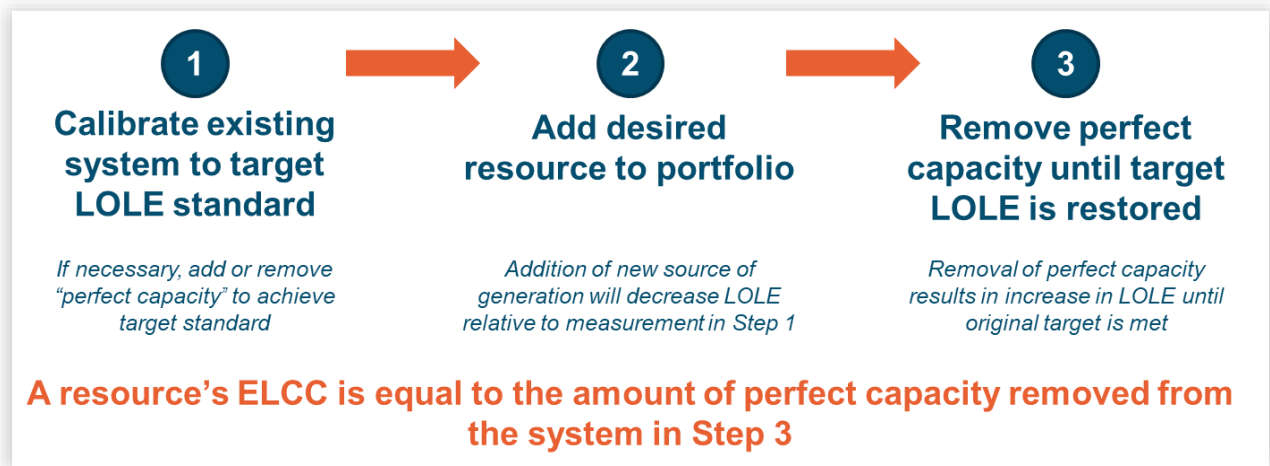 1
Calibrate existing
system to target
LOLE standard
If necessary, add or remove
"perfect capacity" to achieve
target standard
2
Add desired
resource to portfolio
Addition of new source of
generation will decrease LOLE
relative to measurement in Step 1
3
Remove perfect
capacity until target
LOLE is restored
Removal of perfect capacity
results in increase in LOLE until
original target is met
A resource's ELCC is equal to the amount of perfect capacity removed from
the system in Step 3